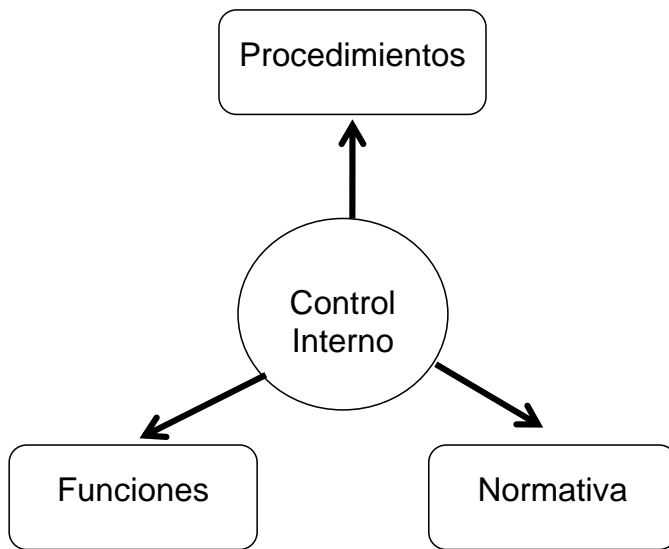 Procedimientos
Control
Interno
Funciones
Normativa